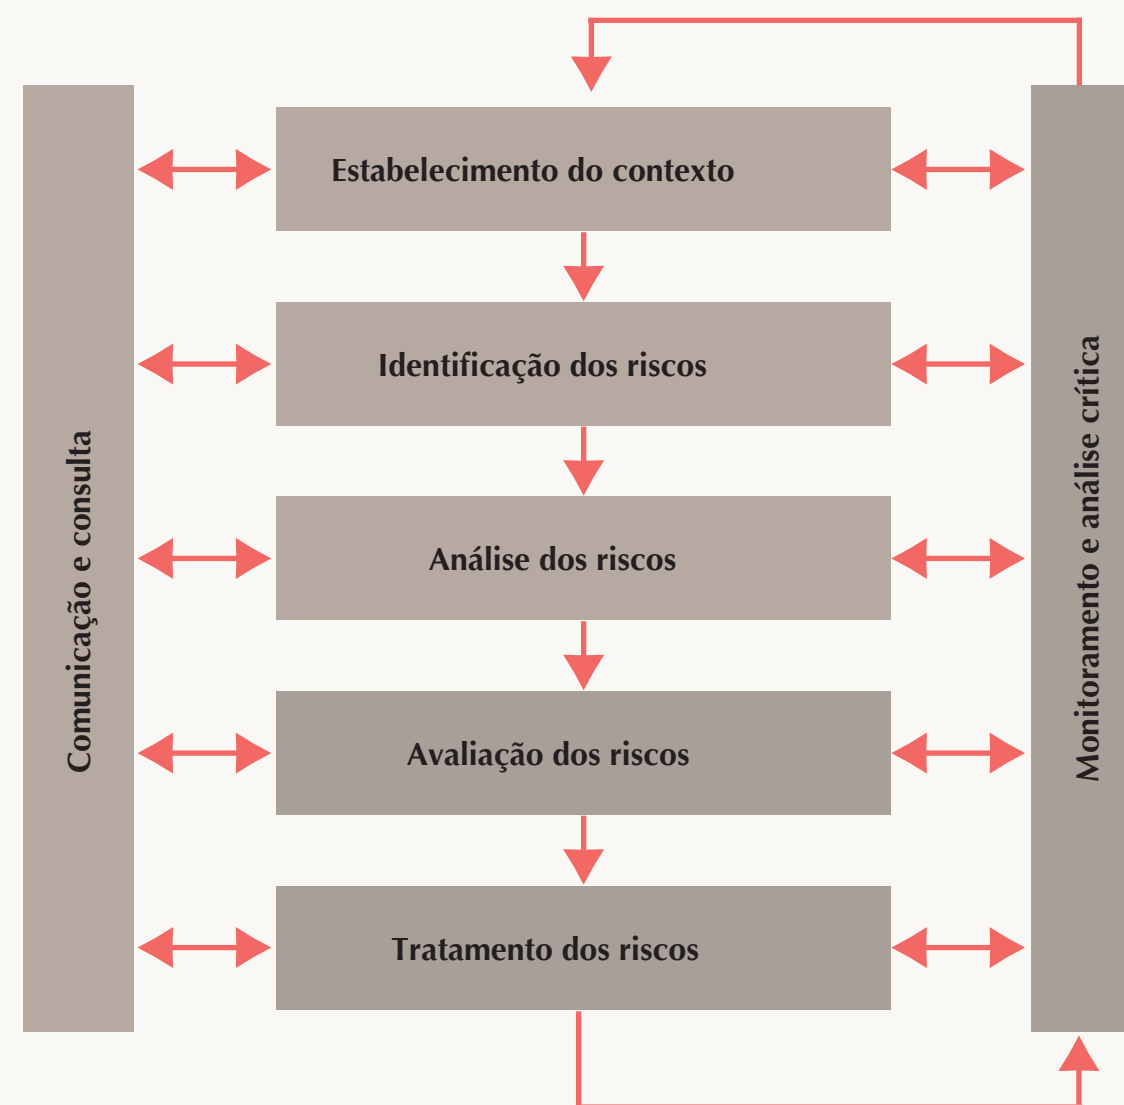 Estabelecimento do contexto
Identificação dos riscos
Análise dos riscos
Avaliação dos riscos
Tratamento dos riscos
Comunicação e consulta
Monitoramento e análise crítica